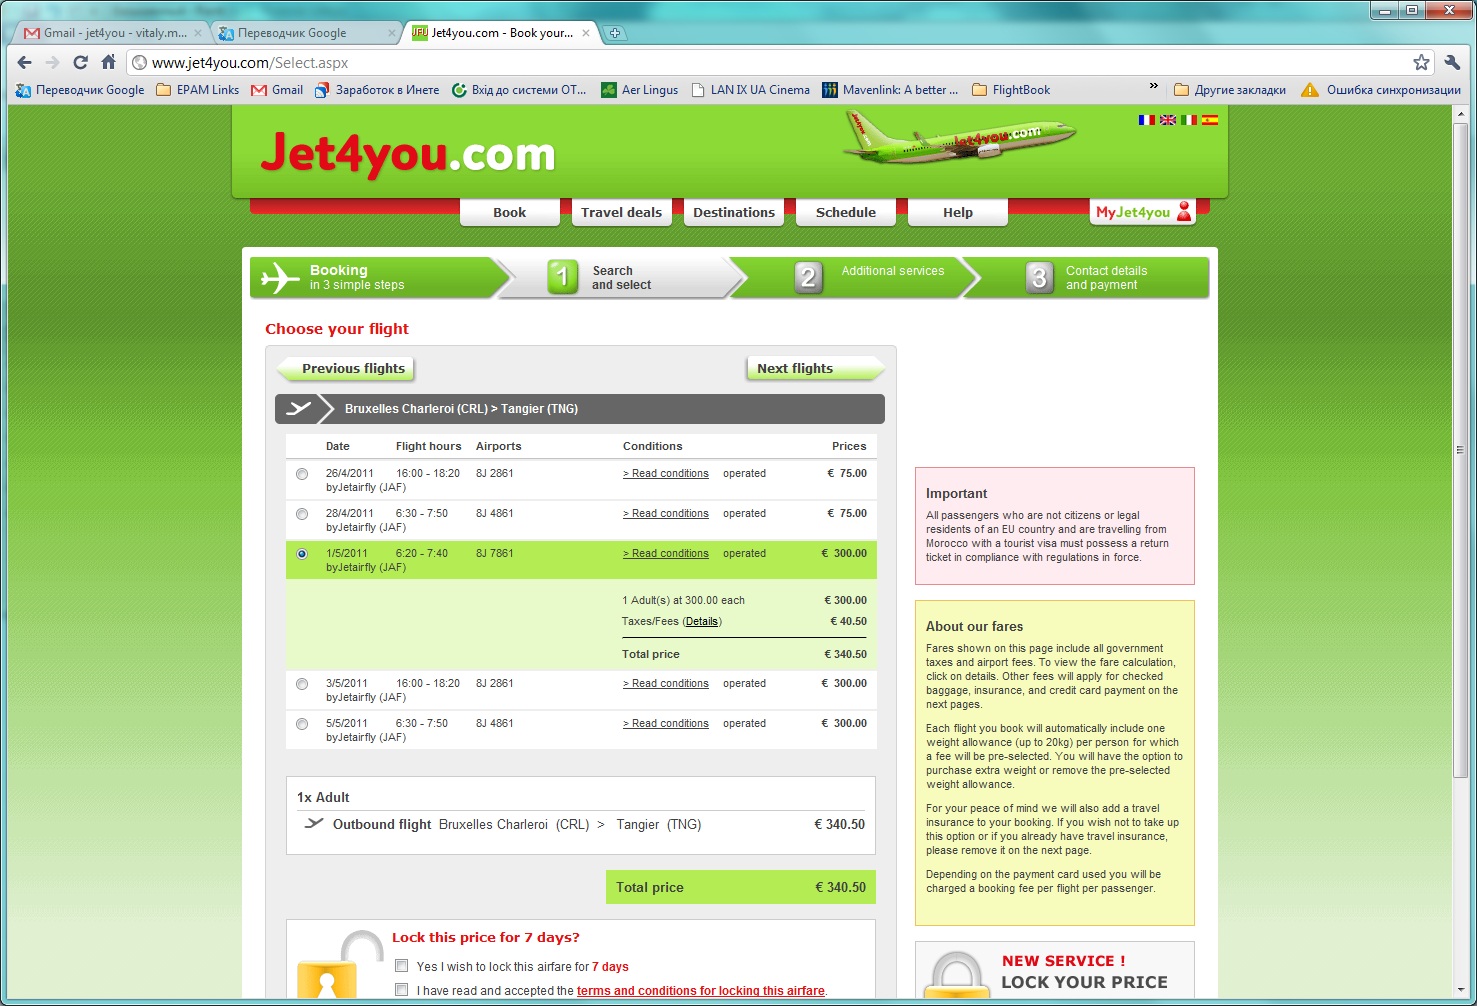 Gmail - jet4you - vitaly.m...
Переводчик Google
Jet4you.com - Book your...
www.jet4you.com/Select.aspx
Переводчик Google
EPAM Links
Gmail
Заработок в Инете
Вхід до системи ОТ...
Aer Lingus
LAN IX UA Cinema
Mavenlink: A better ...
FlightBook
»
Другие закладки
Ошибка синхронизации
Jet4you.com
Jet4you.com
Book
Travel deals
Destinations
Schedule
Help
MyJet4you
Booking
in 3 simple steps
1
Search
and select
2
Additional services
3
Contact details
and payment
Choose your flight
Previous flights
Next flights
Bruxelles Charleroi (CRL) > Tangier (TNG)
Date Flight hours Airports Conditions Prices
26/4/2011 16:00 - 18:20 8J 2861 > Read conditions operated € 75.00
byJetairfly (JAF)
28/4/2011 6:30 - 7:50 8J 4861 > Read conditions operated € 75.00
byJetairfly (JAF)
1/5/2011 6:20 - 7:40 8J 7861 > Read conditions operated € 300.00
byJetairfly (JAF)
1 Adult(s) at 300.00 each € 300.00
Taxes/Fees (Details) € 40.50
Total price € 340.50
3/5/2011 16:00 - 18:20 8J 2861 > Read conditions operated € 300.00
byJetairfly (JAF)
5/5/2011 6:30 - 7:50 8J 4861 > Read conditions operated € 300.00
byJetairfly (JAF)
1x Adult
Outbound flight Bruxelles Charleroi (CRL) > Tangier (TNG) € 340.50
Total price € 340.50
Lock this price for 7 days?
Yes I wish to lock this airfare for 7 days
I have read and accepted the terms and conditions for locking this airfare.
Important
All passengers who are not citizens or legal
residents of an EU country and are travelling from
Morocco with a tourist visa must possess a return
ticket in compliance with regulations in force.
About our fares
Fares shown on this page include all government
taxes and airport fees. To view the fare calculation,
click on details. Other fees will apply for checked
baggage, insurance, and credit card payment on the
next pages.
Each flight you book will automatically include one
weight allowance (up to 20kg) per person for which
a fee will be pre-selected. You will have the option to
purchase extra weight or remove the pre-selected
weight allowance.
For your peace of mind we will also add a travel
insurance to your booking. If you wish not to take up
this option or if you already have travel insurance,
please remove it on the next page.
Depending on the payment card used you will be
charged a booking fee per flight per passenger.
NEW SERVICE !
LOCK YOUR PRICE